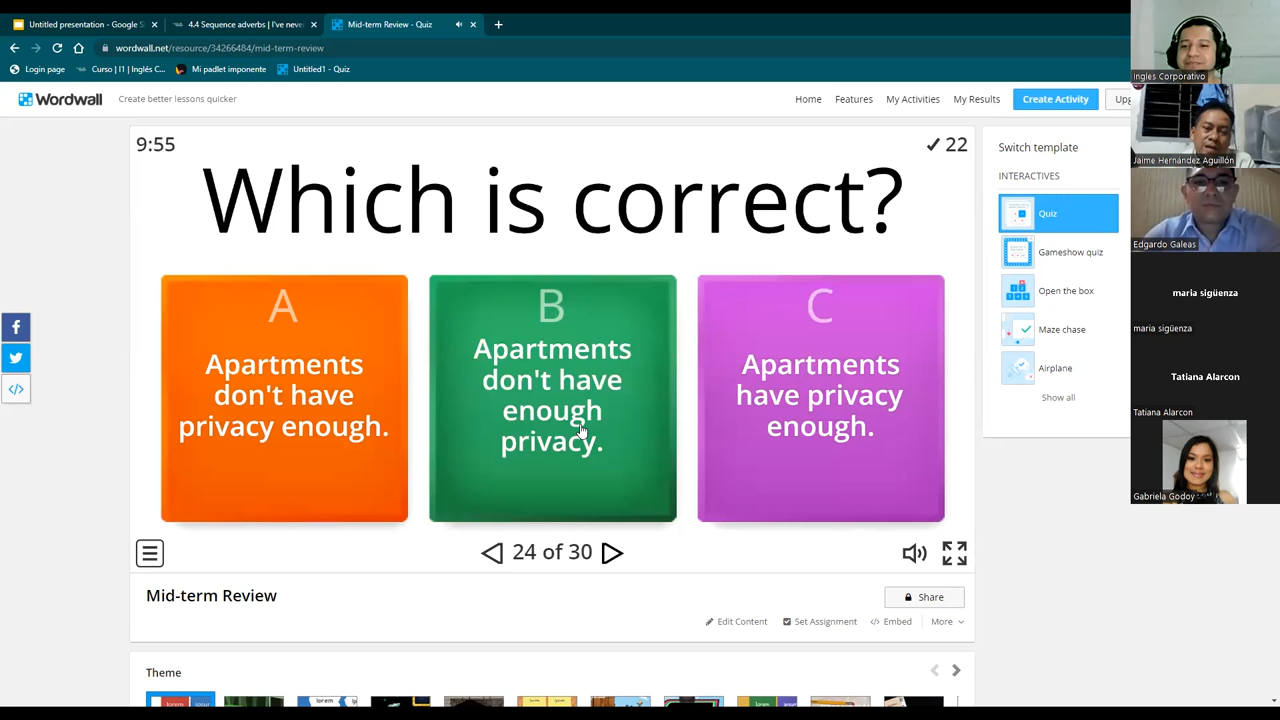 Untitled presentation - Google S
4.4 Sequence adverbs | I've neve
Mid-term Review - Quiz
wordwall.net/resource/34266484/mid-term-review
Login page
Curso | I1 | Inglés C...
Mi padlet imponente
Untitled1 - Quiz
Wordwall
Create better lessons quicker
Home
Features
My Activities
My Results
Create Activity
Upg
9:55
22
Which is correct?
A
Apartments
don't have
privacy enough.
B
Apartments
don't have
enough
privacy.
C
Apartments
have privacy
enough.
24 of 30
Mid-term Review
Share
Edit Content
Set Assignment
Embed
More
Theme
Switch template
INTERACTIVES
Quiz
Gameshow quiz
Open the box
Maze chase
Airplane
Show all
Ingles Corporativo
Jaime Hernández Aguillón
Edgardo Galeas
maria sigüenza
maria sigüenza
Tatiana Alarcon
Tatiana Alarcon
Gabriela Godoy